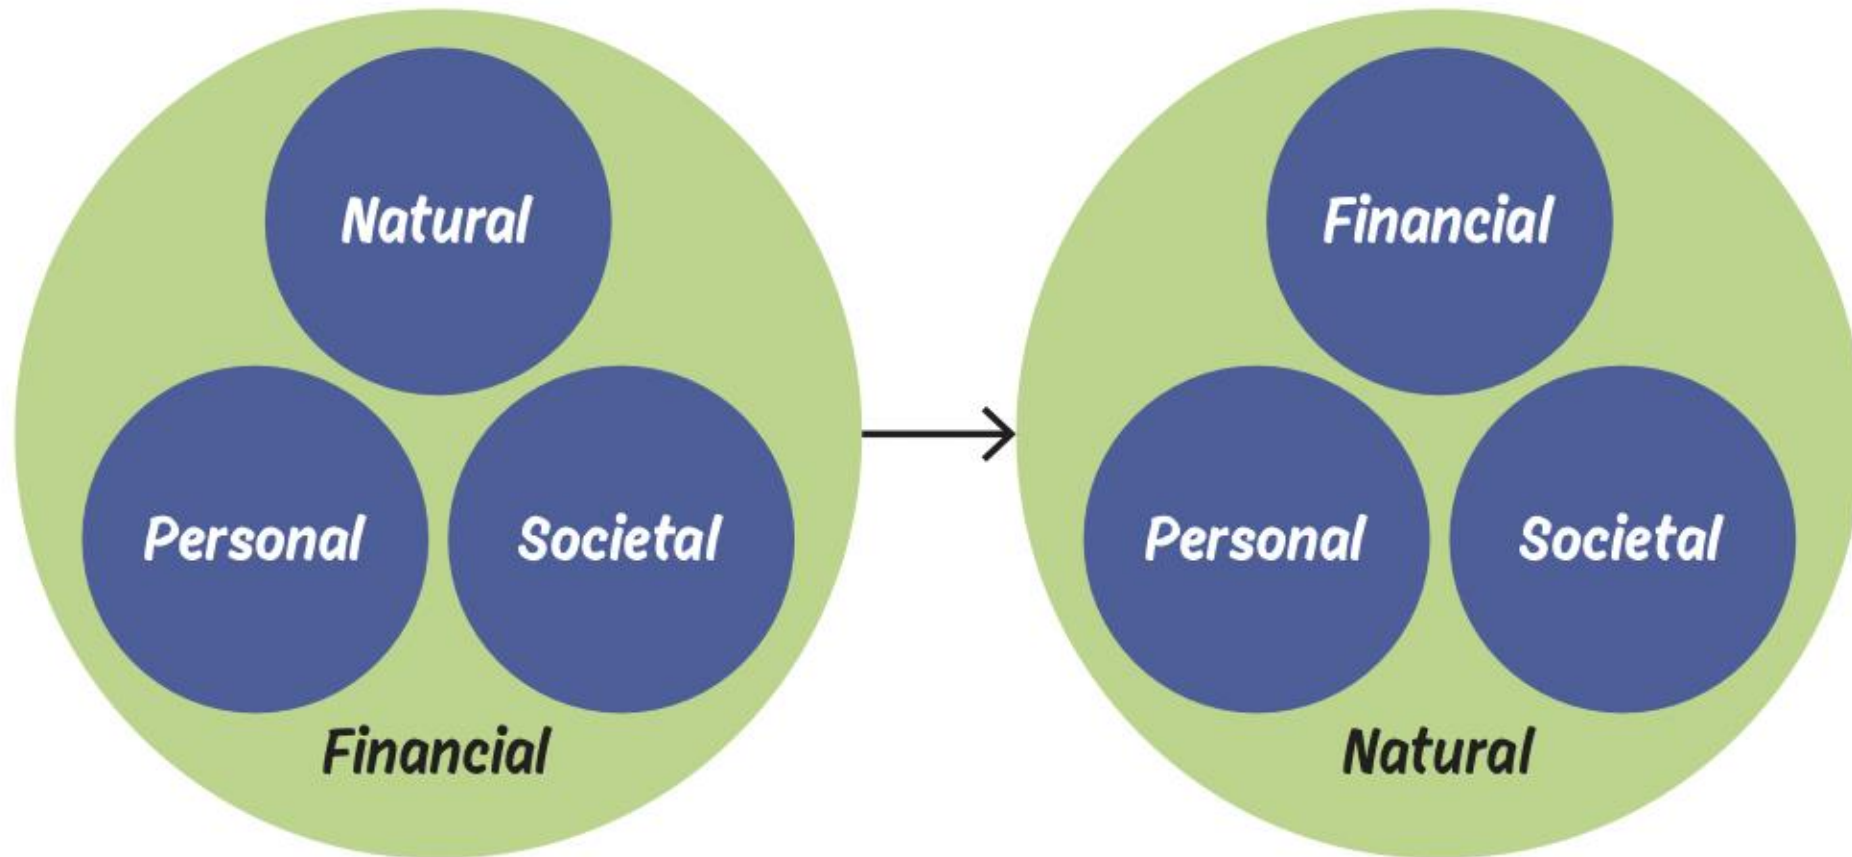 Natural
Personal
Societal
Financial
Financial
Personal
Societal
Natural